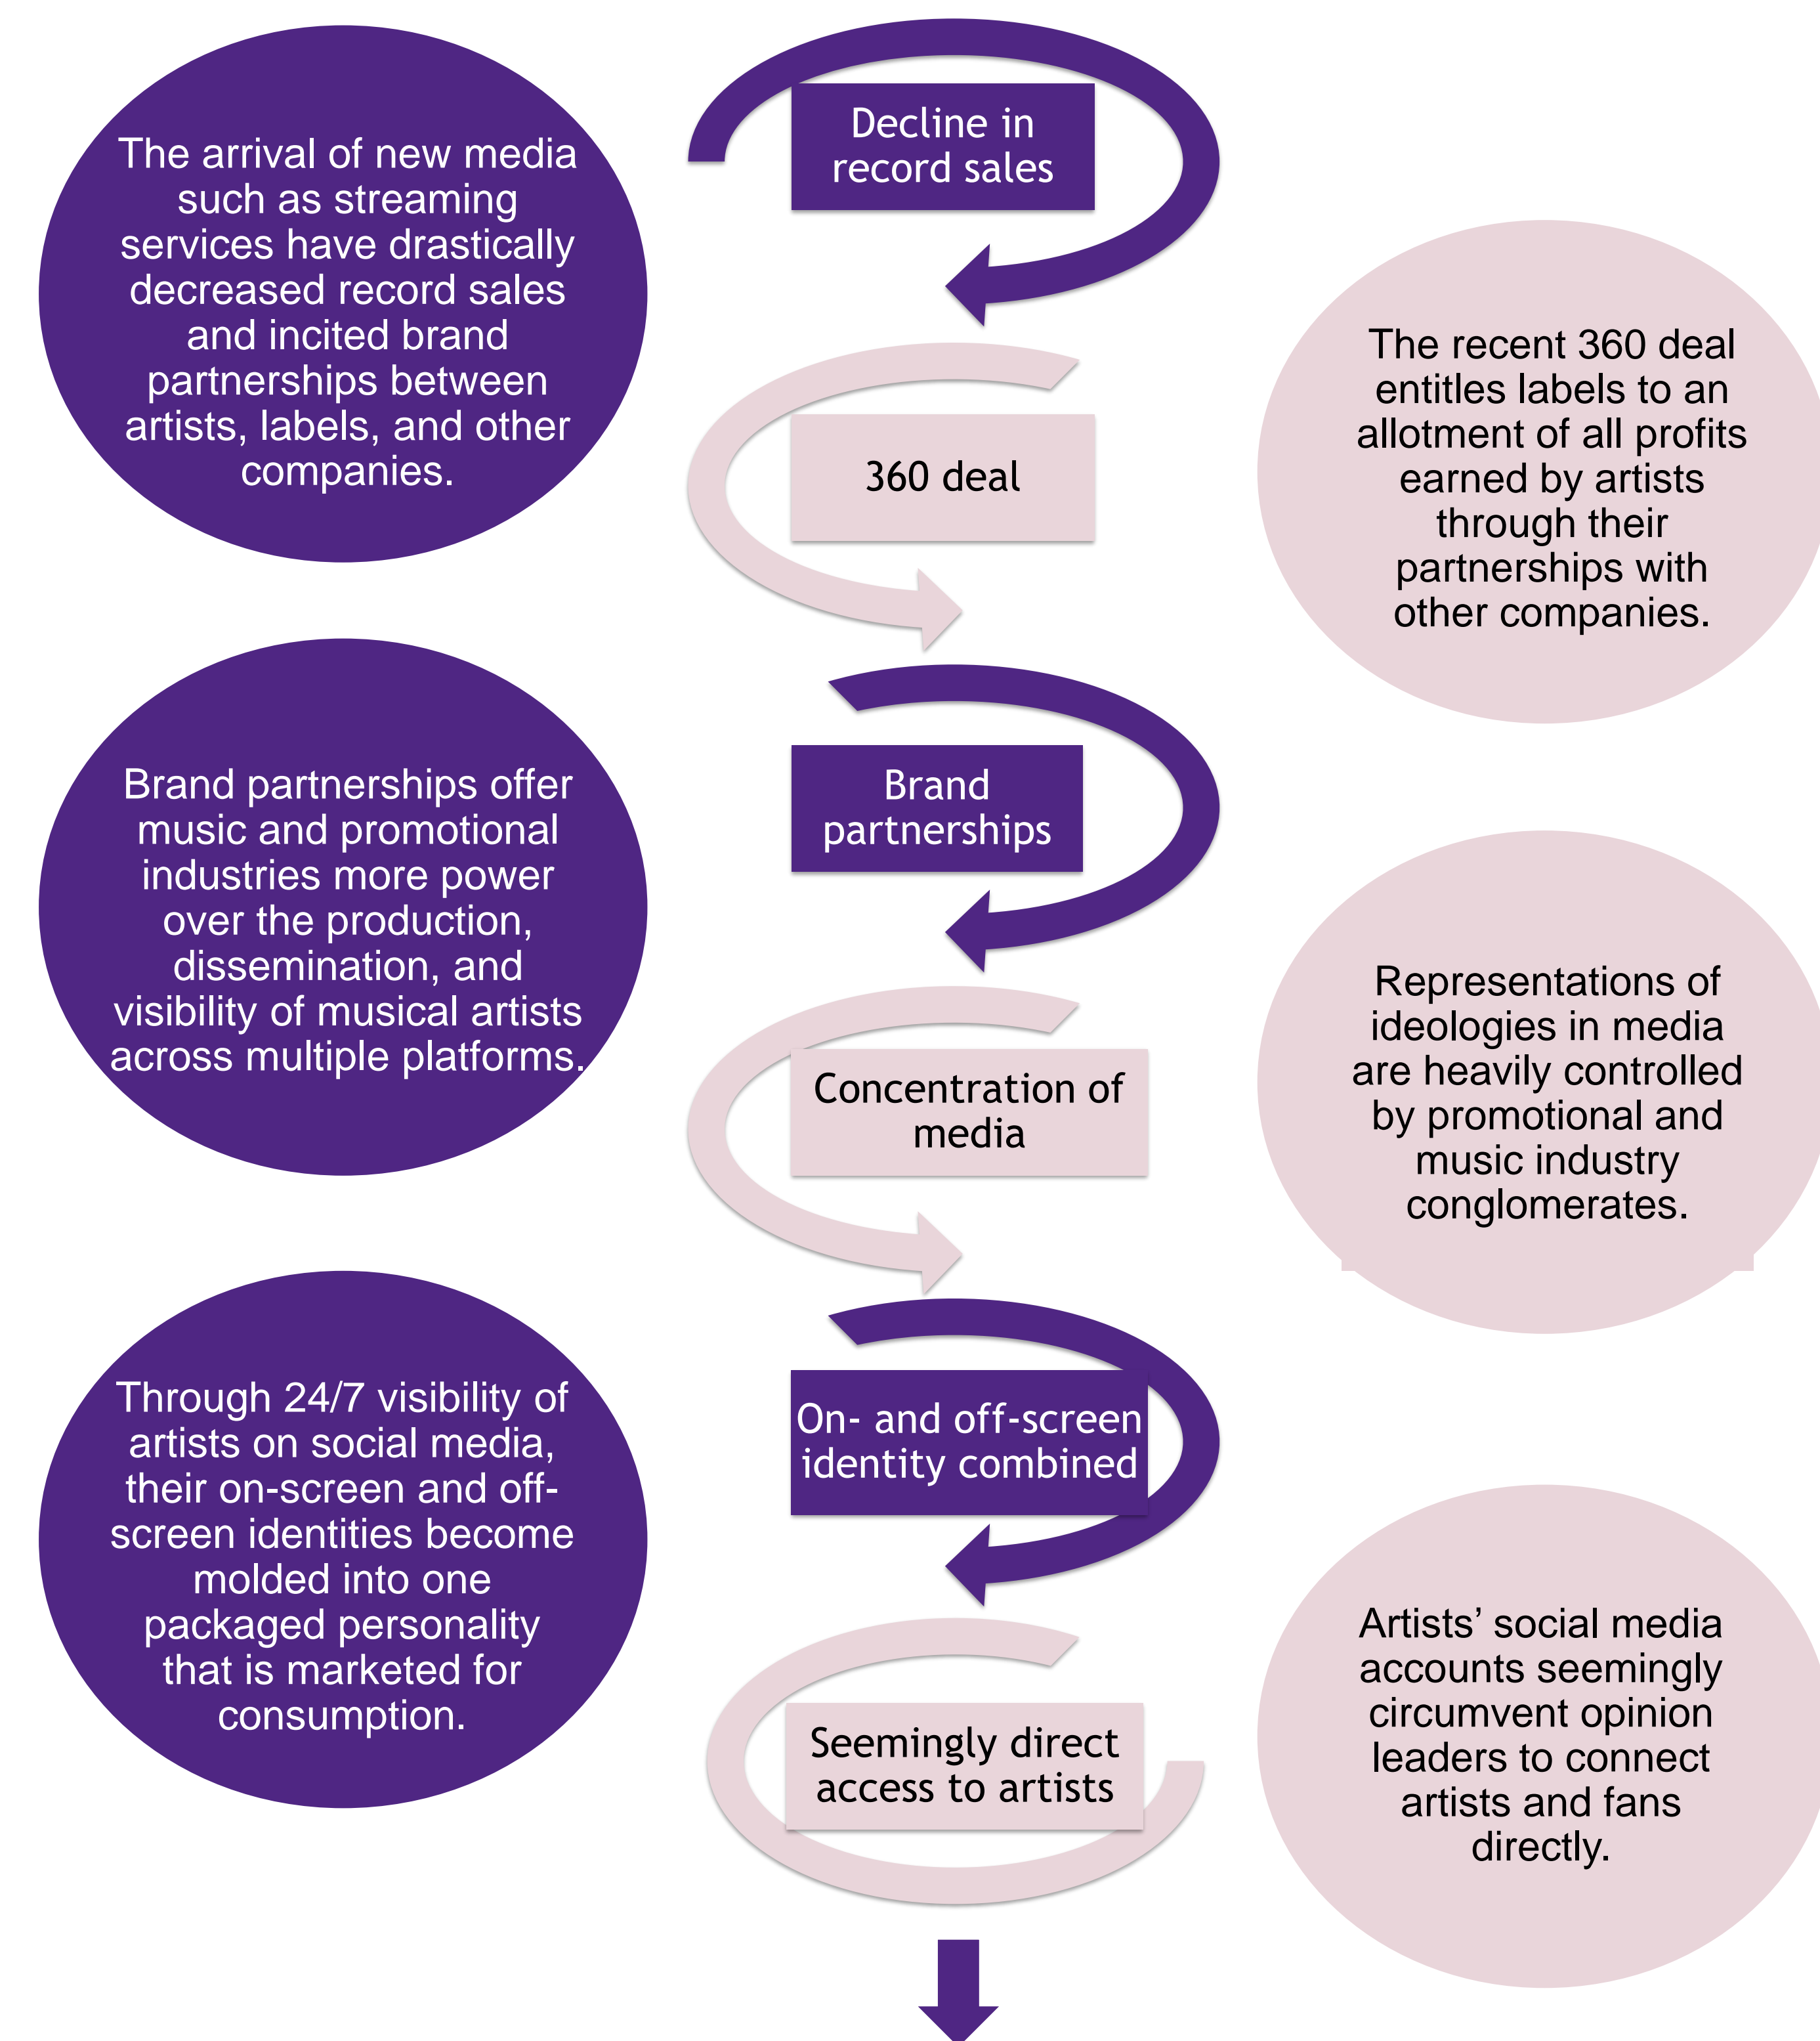 The arrival of new media
such as streaming
services have drastically
decreased record sales
and incited brand
partnerships between
artists, labels, and other
companies.
Decline in
record sales
The recent 360 deal
entitles labels to an
allotment of all profits
earned by artists
through their
partnerships with
other companies.
360 deal
Brand partnerships offer
music and promotional
industries more power
over the production,
dissemination, and
visibility of musical artists
across multiple platforms.
Brand
partnerships
Representations of
ideologies in media
are heavily controlled
by promotional and
music industry
conglomerates.
Concentration of
media
Through 24/7 visibility of
artists on social media,
their on-screen and off-
screen identities become
molded into one
packaged personality
that is marketed for
consumption.
On- and off-screen
identity combined
Artists’ social media
accounts seemingly
circumvent opinion
leaders to connect
artists and fans
directly.
Seemingly direct
access to artists